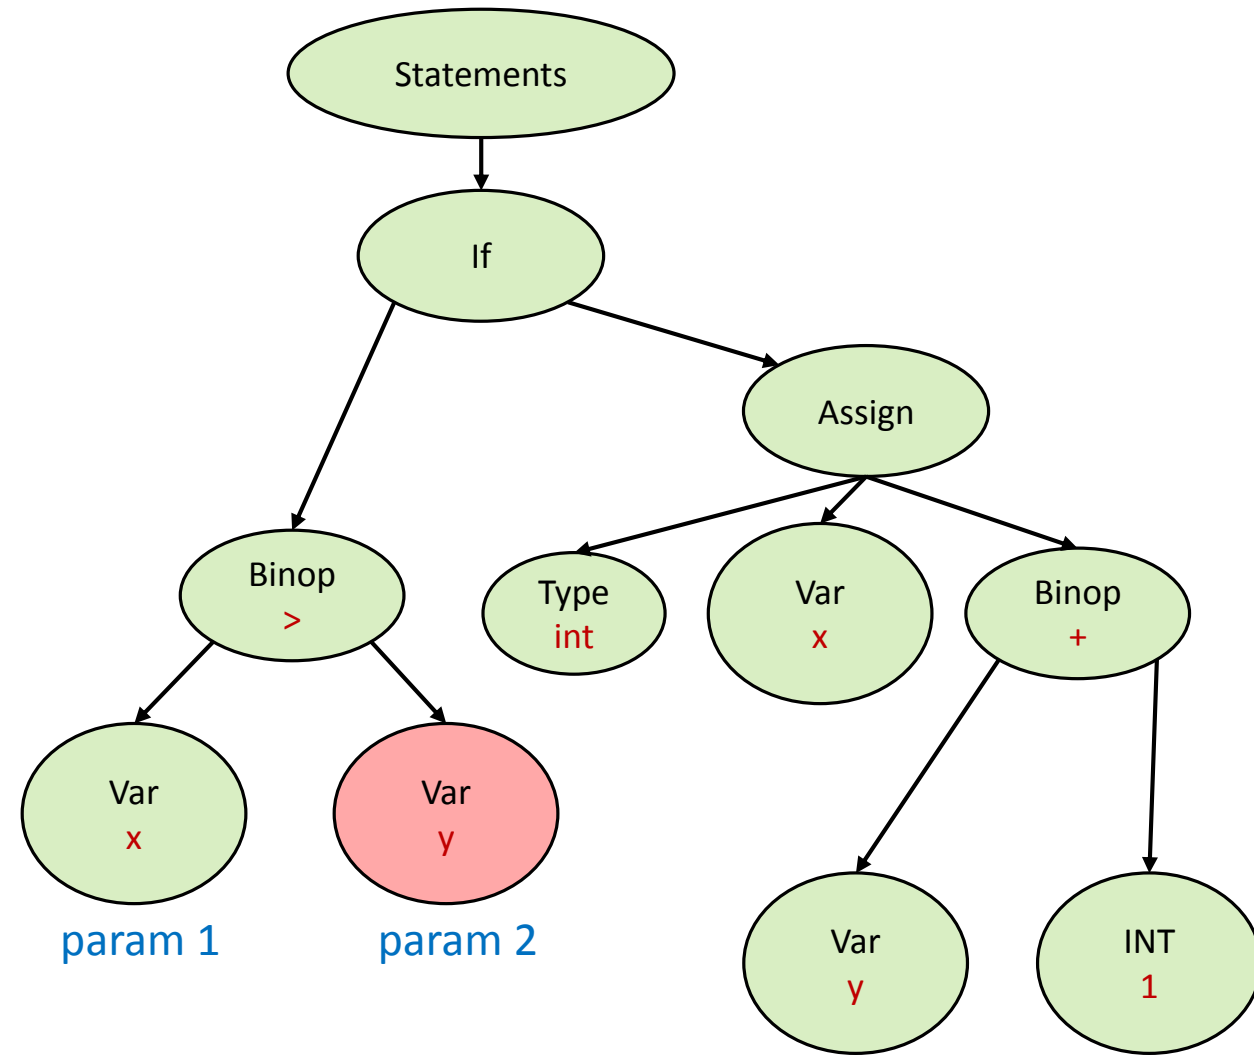 Statements
If
Assign
Binop
>
Type
int
Var
x
Binop
+
Var
x
Var
y
param 1
param 2
Var
y
INT
1